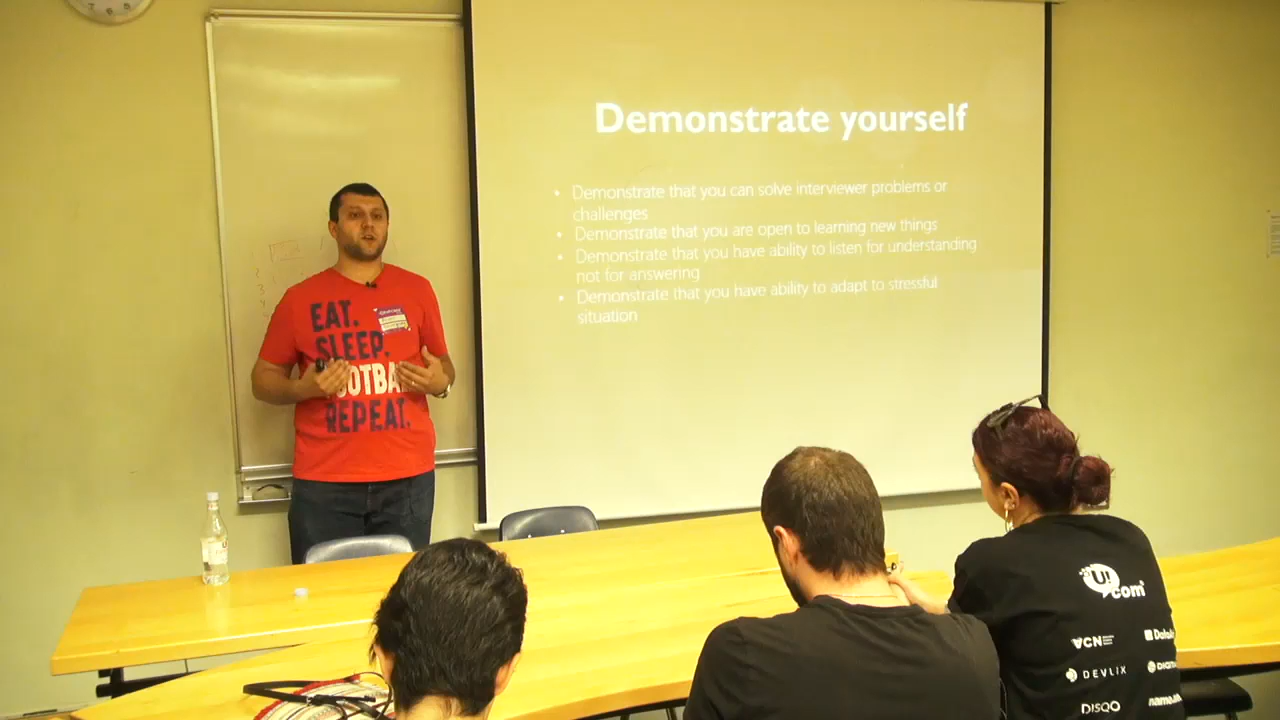 Demonstrate yourself
• Demonstrate that you can solve interviewer problems or
challenges
• Demonstrate that you are open to learning new things
• Demonstrate that you have ability to listen for understanding
not for answering
• Demonstrate that you have ability to adapt to stressful
situation
EAT.
SLEEP.
REPEAT.
U!
com
VCN
DEVLIX
DISQO